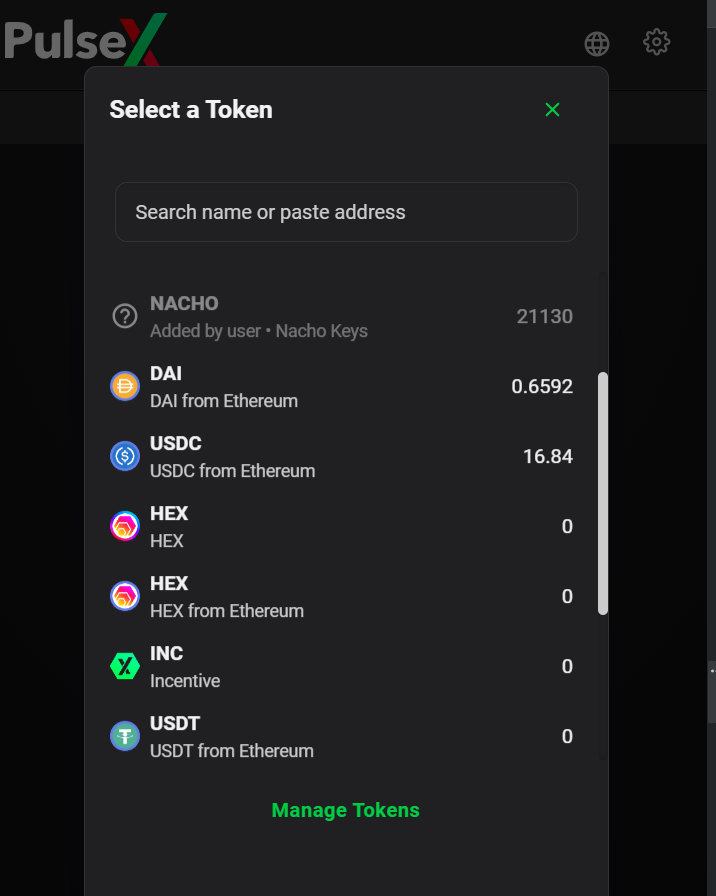 PulseX
Select a Token
Search name or paste address
NACHO
Added by user • Nacho Keys
21130
DAI
DAI from Ethereum
0.6592
USDC
USDC from Ethereum
16.84
HEX
HEX
0
HEX
HEX from Ethereum
0
INC
Incentive
0
USDT
USDT from Ethereum
0
Manage Tokens